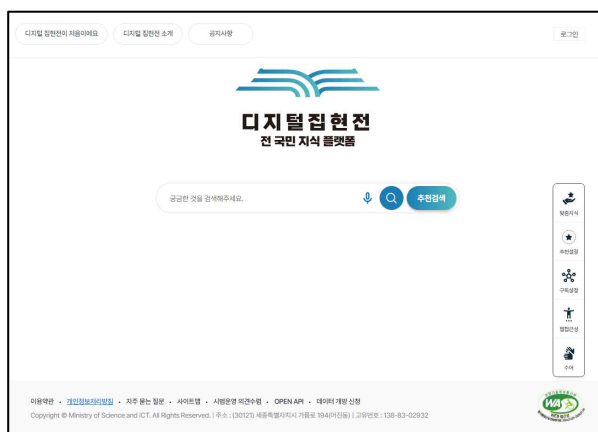 디지털 집현전이 처음이에요 디지털 집현전 소개 공지사항 로그인
디지털집현전
전 국민 지식 플랫폼
궁금한 것을 검색해주세요. 추천검색
맞춤지식
추천설정
구독설정
웹접근성
수어
이용약관 • 개인정보처리방침 • 자주 묻는 질문 • 사이트맵 • 시범운영 의견수렴 • OPEN API • 데이터 개방 신청
Copyright © Ministry of Science and ICT. All Rights Reserved. | 주소 : (30121) 세종특별자치시 가름로 194(어진동) | 고유번호 : 138-83-02932
WA